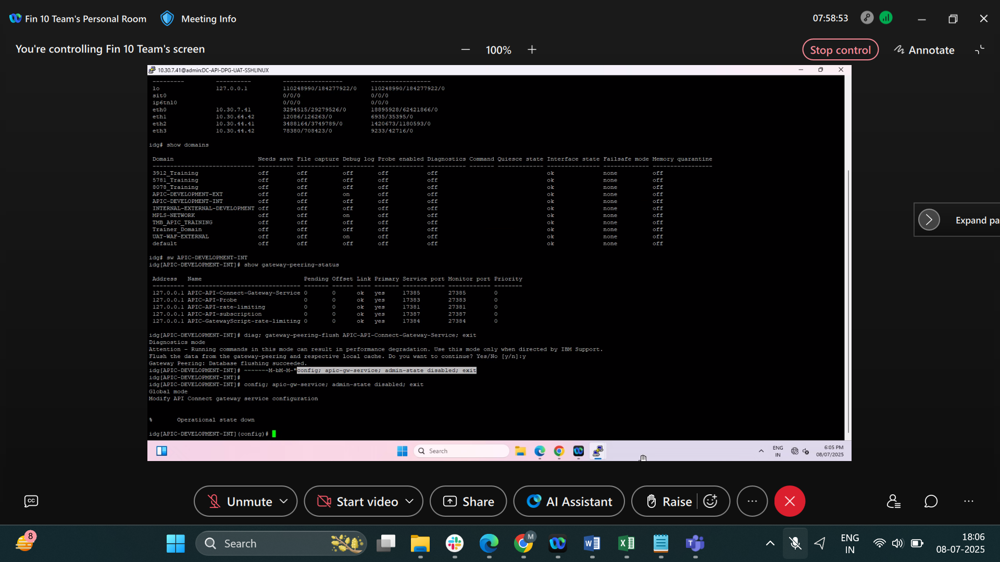 Fin 10 Team's Personal Room Meeting Info 07:58:53
You're controlling Fin 10 Team's screen 100% Stop control Annotate
10.30.7.41@admin:DC-API-DPG-UAT-SSHLINUX
--------- ---------- ----------------- -----------------
lo 127.0.0.1 110248990/184277922/0 110248990/184277922/0
sit0 0/0/0 0/0/0
ip6tnl0 0/0/0 0/0/0
eth0 10.30.7.41 3294515/29279526/0 18895928/62421866/0
eth1 10.30.64.42 12086/126263/0 6935/35395/0
eth2 10.30.44.41 3488164/3749789/0 1420673/1180593/0
eth3 10.30.44.42 78380/708423/0 9233/42716/0
idg# show domains
Domain Needs save File capture Debug log Probe enabled Diagnostics Command Quiesce state Interface state Failsafe mode Memory quarantine
----------------------------- ---------- ------------ --------- ------------- ----------- ------- ------------- --------------- ------------- -----------------
3912_Training off off off off off ok none off
5781_Training off off off off off ok none off
8078_Training off off off off off ok none off
APIC-DEVELOPMENT-EXT off off on off off ok none off
APIC-DEVELOPMENT-INT off off off off off ok none off
INTERNAL-EXTERNAL-DEVELOPMENT off off off off off ok none off
MPLS-NETWORK off off on off off ok none off
TMB_APIC_TRAINING off off off off off ok none off
Trainer_Domain off off off off off ok none off
UAT-WAF-EXTERNAL off off on off off ok none off
default off off off off off ok none off
idg# sw APIC-DEVELOPMENT-INT
idg[APIC-DEVELOPMENT-INT]# show gateway-peering-status
Address Name Pending Offset Link Primary Service port Monitor port Priority
--------- -------------------------------- ------- ------ ---- ------- ------------ ------------ --------
127.0.0.1 APIC-API-Connect-Gateway-Service 0 0 ok yes 17385 27385 0
127.0.0.1 APIC-API-Probe 0 0 ok yes 17383 27383 0
127.0.0.1 APIC-API-rate-limiting 0 0 ok yes 17381 27381 0
127.0.0.1 APIC-API-subscription 0 0 ok yes 17387 27387 0
127.0.0.1 APIC-GatewayScript-rate-limiting 0 0 ok yes 17384 27384 0
idg[APIC-DEVELOPMENT-INT]# diag; gateway-peering-flush APIC-API-Connect-Gateway-Service; exit
Diagnostics mode
Attention - Running commands in this mode can result in performance degradation. Use this mode only when directed by IBM Support.
Flush the data from the gateway-peering and respective local cache. Do you want to continue? Yes/No [y/n]:y
Gateway Peering: Database flushing succeeded.
idg[APIC-DEVELOPMENT-INT]# ~~~~~~~M-bM-M-"config; apic-gw-service; admin-state disabled; exit
idg[APIC-DEVELOPMENT-INT]#
idg[APIC-DEVELOPMENT-INT]# config; apic-gw-service; admin-state disabled; exit
Global mode
Modify API Connect gateway service configuration
% Operational state down
idg[APIC-DEVELOPMENT-INT](config)#
Expand pa
Search ENG IN 6:05 PM 08/07/2025
CC Unmute Start video Share AI Assistant Raise
8 Search M ENG IN 18:06 08-07-2025